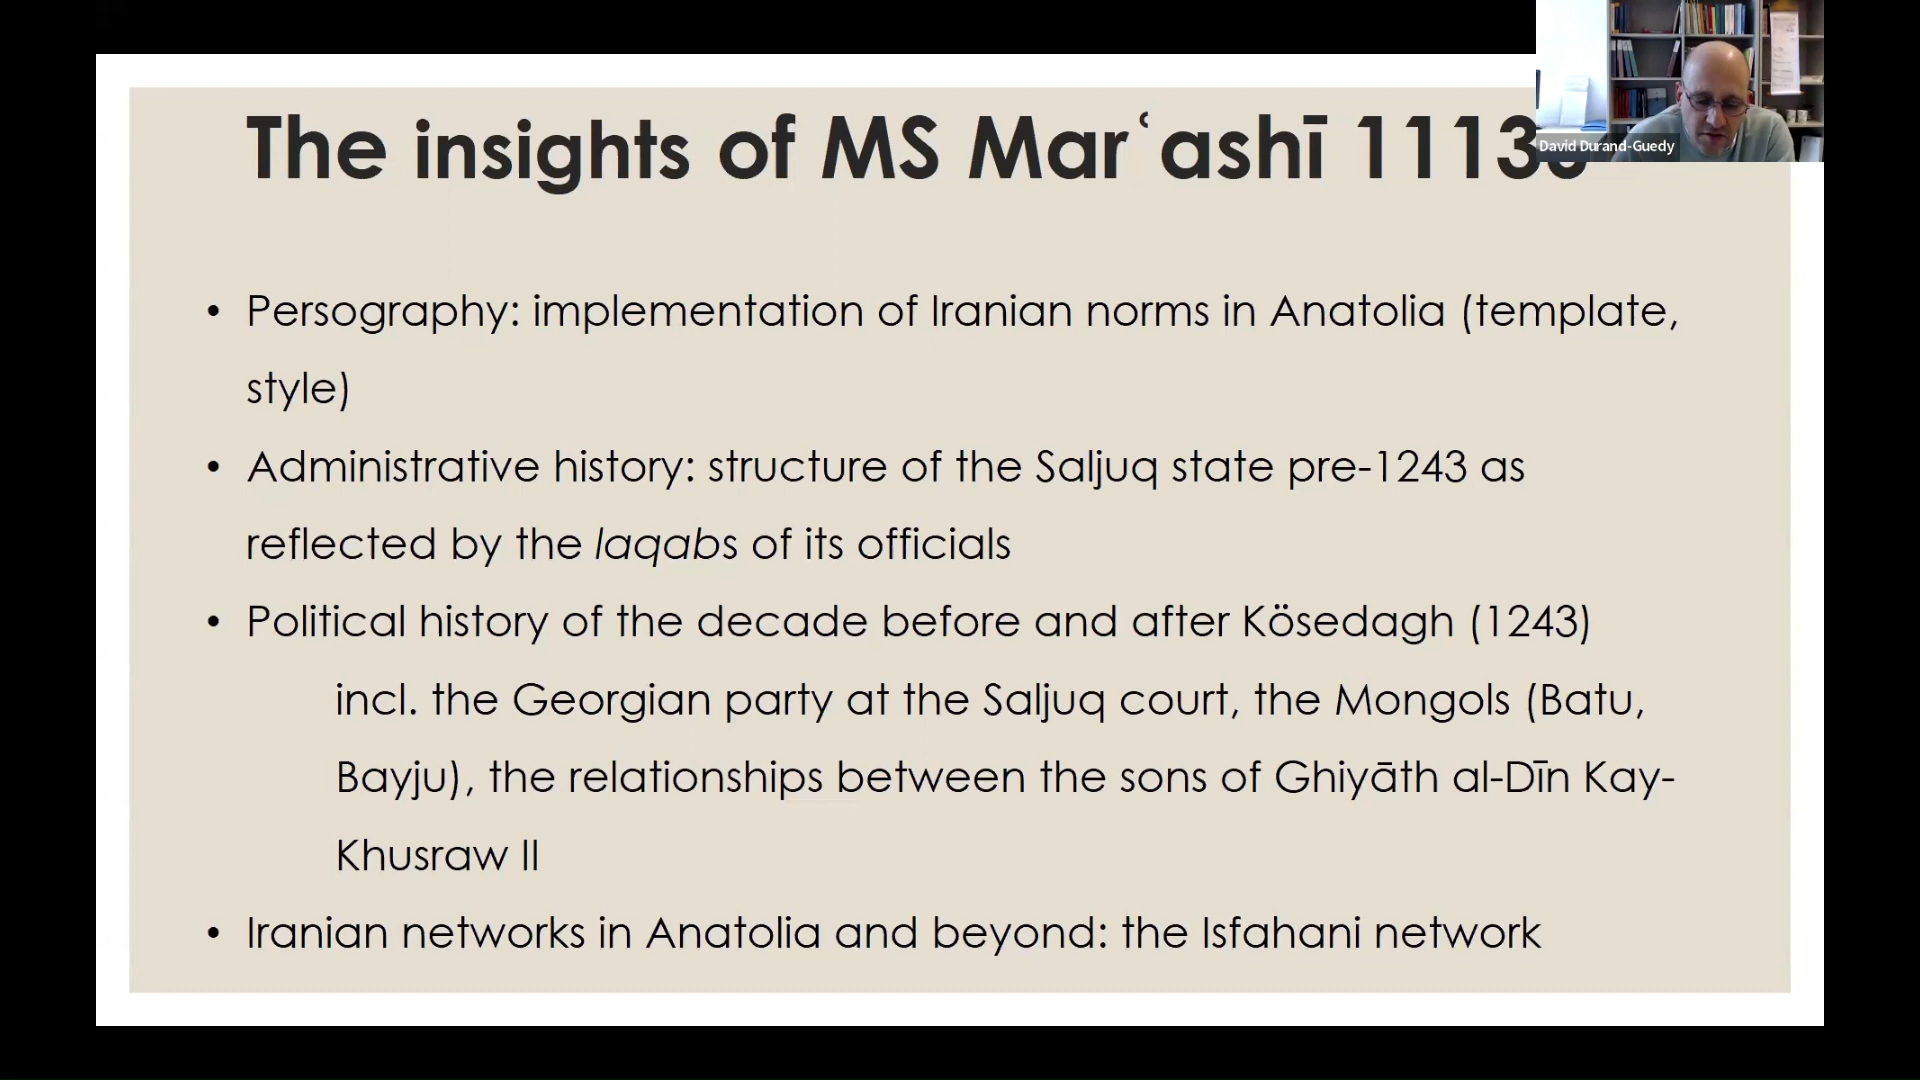 The insights of MS Marʿashī 1113
David Durand-Guedy
• Persography: implementation of Iranian norms in Anatolia (template,
style)
• Administrative history: structure of the Saljuq state pre-1243 as
reflected by the laqabs of its officials
• Political history of the decade before and after Kösedagh (1243)
incl. the Georgian party at the Saljuq court, the Mongols (Batu,
Bayju), the relationships between the sons of Ghiyāth al-Dīn Kay-
Khusraw II
• Iranian networks in Anatolia and beyond: the Isfahani network